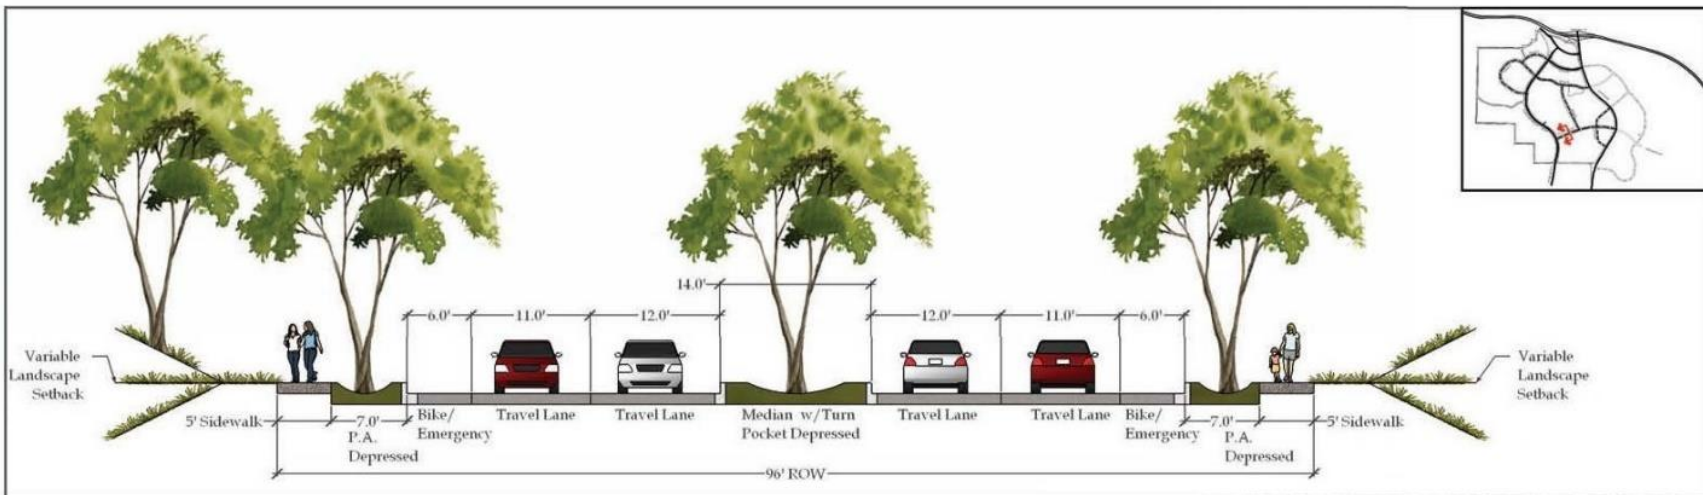 14.0'
6.0'
11.0'
12.0'
12.0'
11.0'
6.0'
Variable
Landscape
Setback
Variable
Landscape
Setback
5' Sidewalk
7.0'
P.A.
Depressed
Bike/
Emergency
Travel Lane
Travel Lane
Median w/Turn
Pocket Depressed
Travel Lane
Travel Lane
Bike/
Emergency
7.0'
P.A.
Depressed
5' Sidewalk
96' ROW